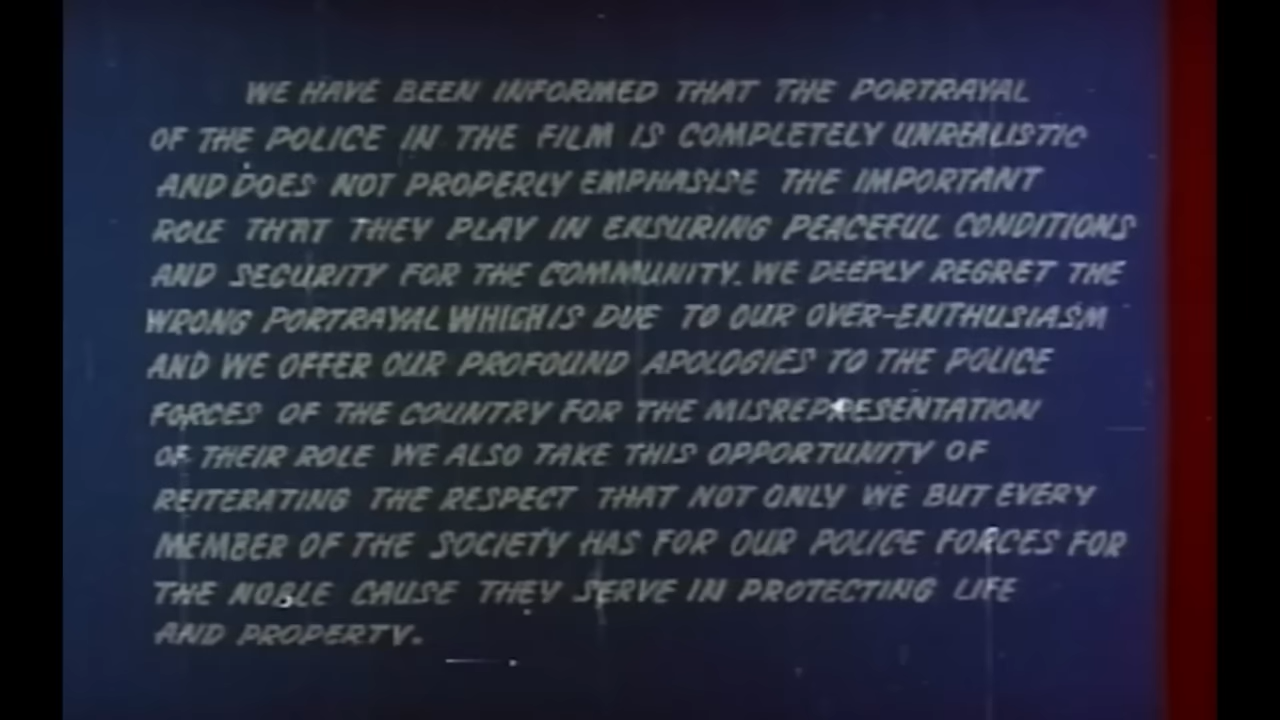 WE HAVE BEEN INFORMED THAT THE PORTRAYAL
OF THE POLICE IN THE FILM IS COMPLETELY UNREALISTIC
AND DOES NOT PROPERLY EMPHASISE THE IMPORTANT
ROLE THAT THEY PLAY IN ENSURING PEACEFUL CONDITIONS
AND SECURITY FOR THE COMMUNITY. WE DEEPLY REGRET THE
WRONG PORTRAYAL WHICH IS DUE TO OUR OVER-ENTHUSIASM
AND WE OFFER OUR PROFOUND APOLOGIES TO THE POLICE
FORCES OF THE COUNTRY FOR THE MISREPRESENTATION
OF THEIR ROLE WE ALSO TAKE THIS OPPORTUNITY OF
REITERATING THE RESPECT THAT NOT ONLY WE BUT EVERY
MEMBER OF THE SOCIETY HAS FOR OUR POLICE FORCES FOR
THE NOBLE CAUSE THEY SERVE IN PROTECTING LIFE
AND PROPERTY.